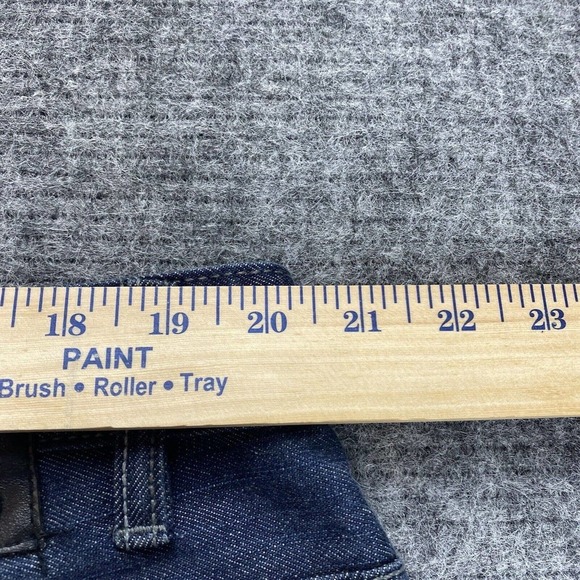 18 19 20 21 22 23
PAINT
Brush • Roller • Tray